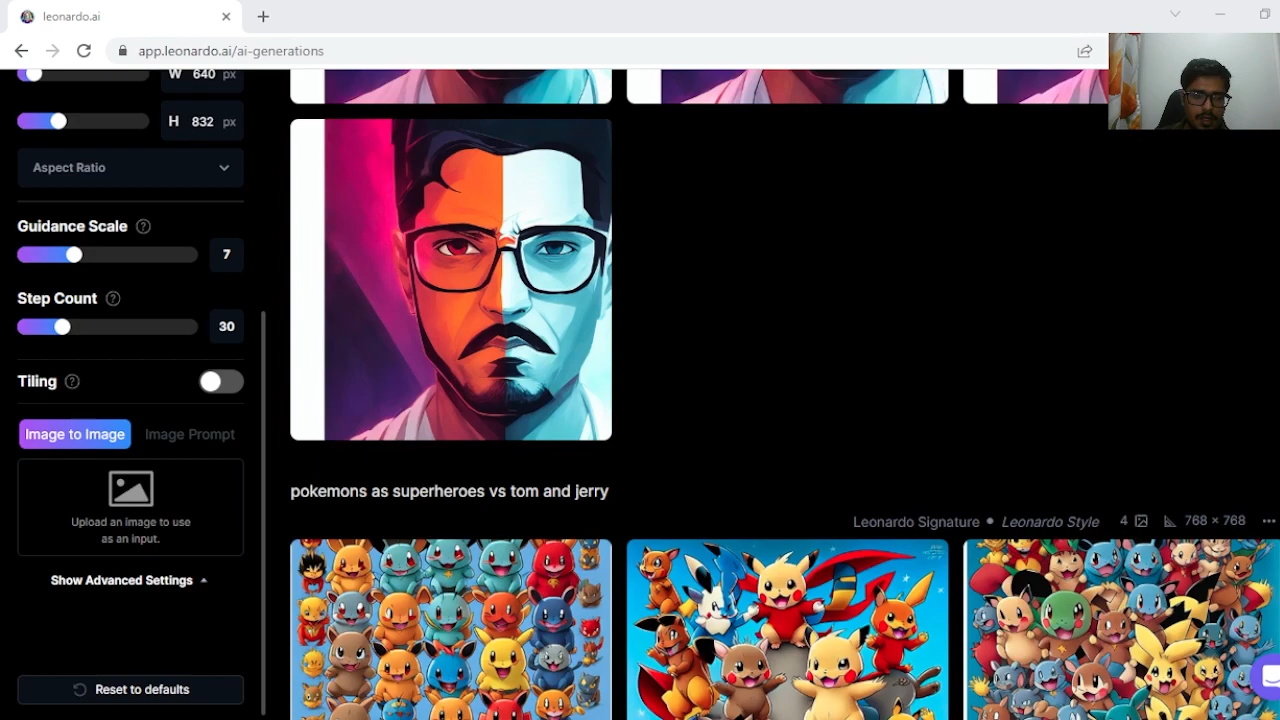 leonardo.ai
app.leonardo.ai/ai-generations
W 640 px
H 832 px
Aspect Ratio
Guidance Scale ?
7
Step Count ?
30
Tiling ?
Image to Image Image Prompt
Upload an image to use
as an input.
Show Advanced Settings
Reset to defaults
pokemons as superheroes vs tom and jerry
Leonardo Signature • Leonardo Style 4 768 × 768